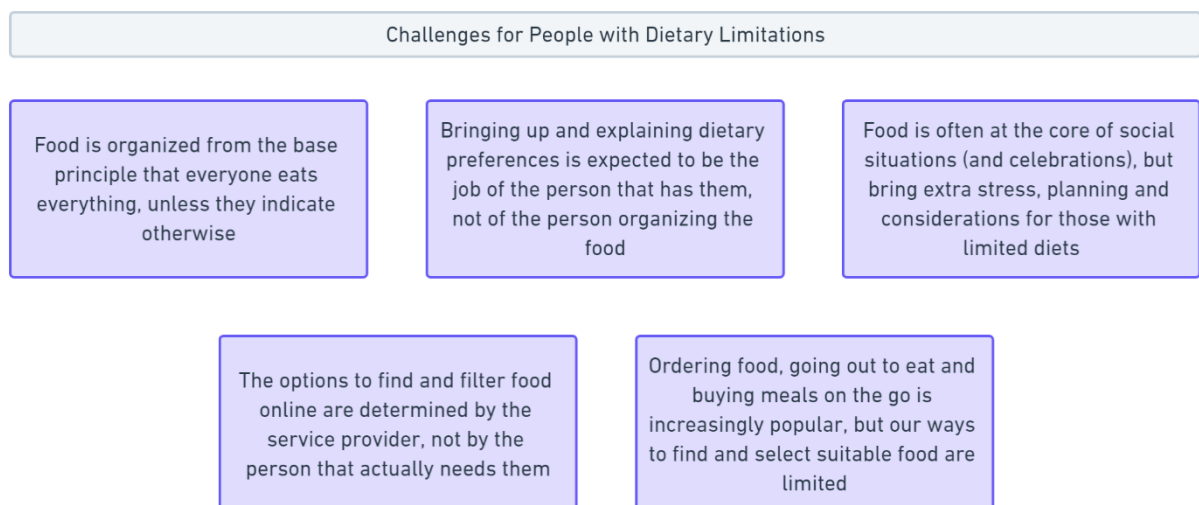 Challenges for People with Dietary Limitations
Food is organized from the base
principle that everyone eats
everything, unless they indicate
otherwise
Bringing up and explaining dietary
preferences is expected to be the
job of the person that has them,
not of the person organizing the
food
Food is often at the core of social
situations (and celebrations), but
bring extra stress, planning and
considerations for those with
limited diets
The options to find and filter food
online are determined by the
service provider, not by the
person that actually needs them
Ordering food, going out to eat and
buying meals on the go is
increasingly popular, but our ways
to find and select suitable food are
limited